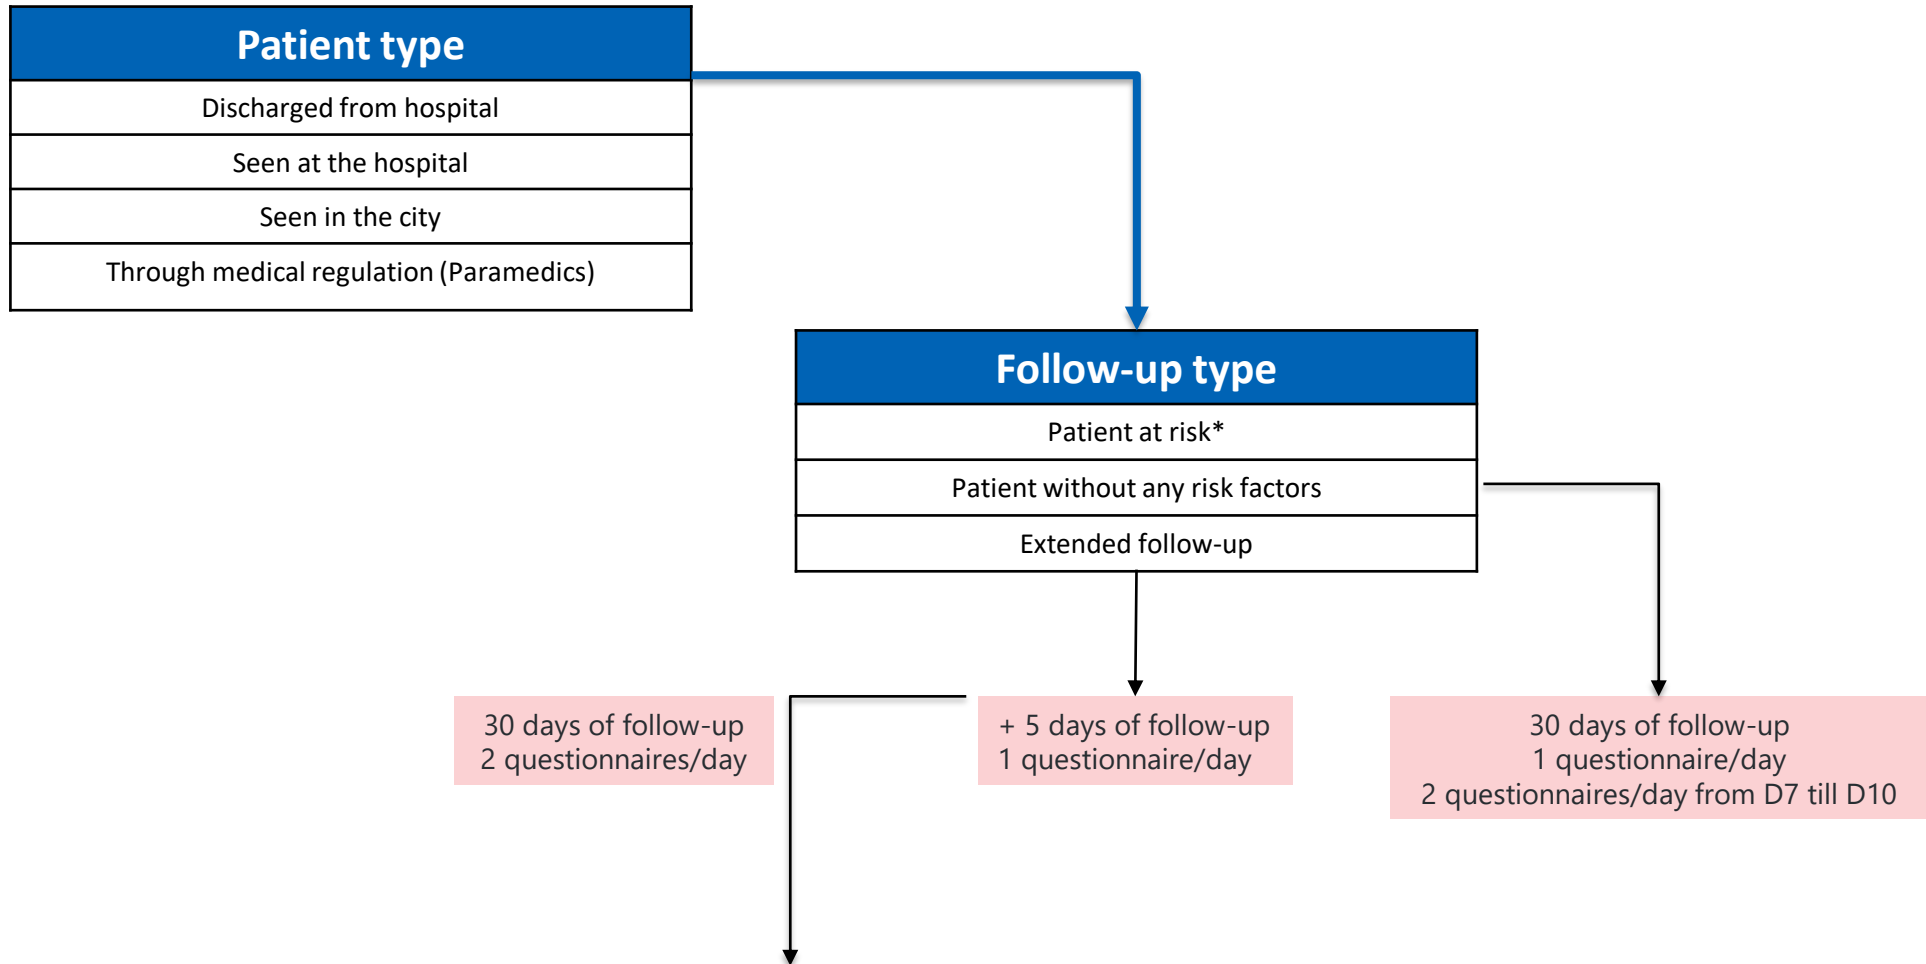 Patient type
Discharged from hospital
Seen at the hospital
Seen in the city
Through medical regulation (Paramedics)
Follow-up type
Patient at risk*
Patient without any risk factors
Extended follow-up
30 days of follow-up
2 questionnaires/day
+ 5 days of follow-up
1 questionnaire/day
30 days of follow-up
1 questionnaire/day
2 questionnaires/day from D7 till D10